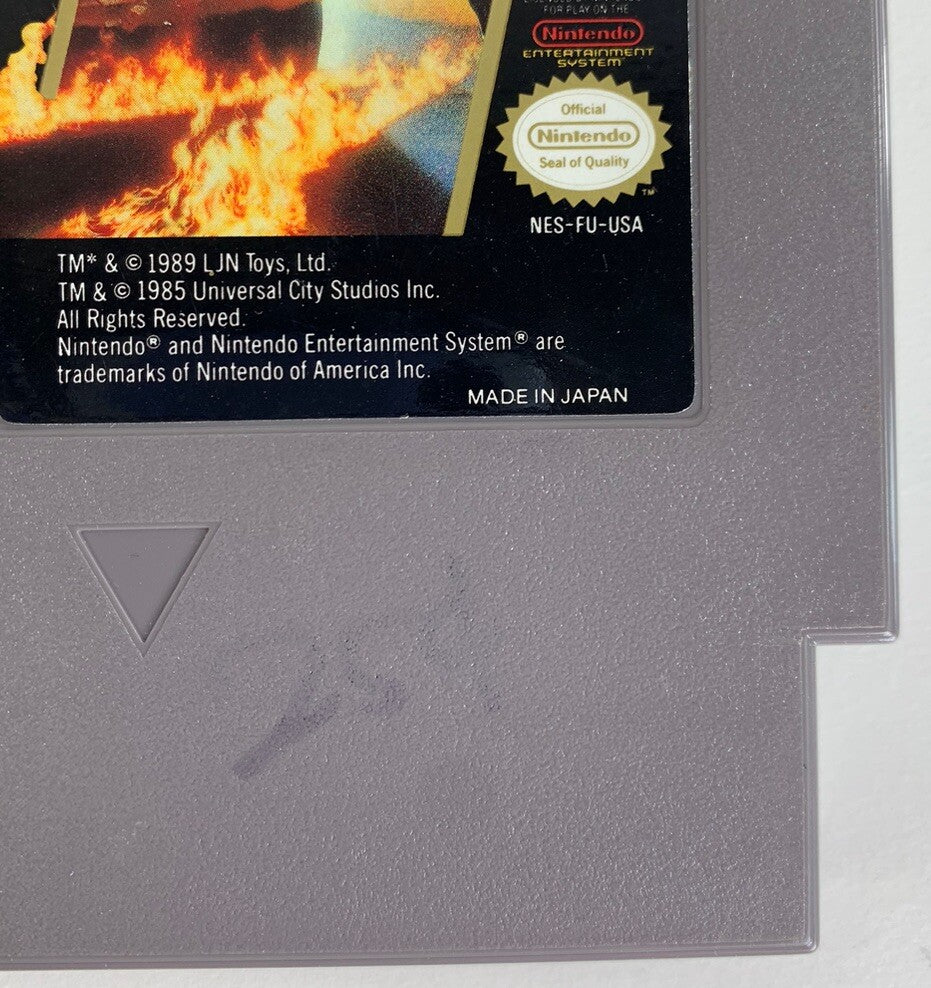 FOR PLAY ON THE
Nintendo
ENTERTAINMENT
SYSTEM
Official
Nintendo
Seal of Quality
TM
NES-FU-USA
TM* & © 1989 LJN Toys, Ltd.
TM & © 1985 Universal City Studios Inc.
All Rights Reserved.
Nintendo® and Nintendo Entertainment System® are
trademarks of Nintendo of America Inc.
MADE IN JAPAN